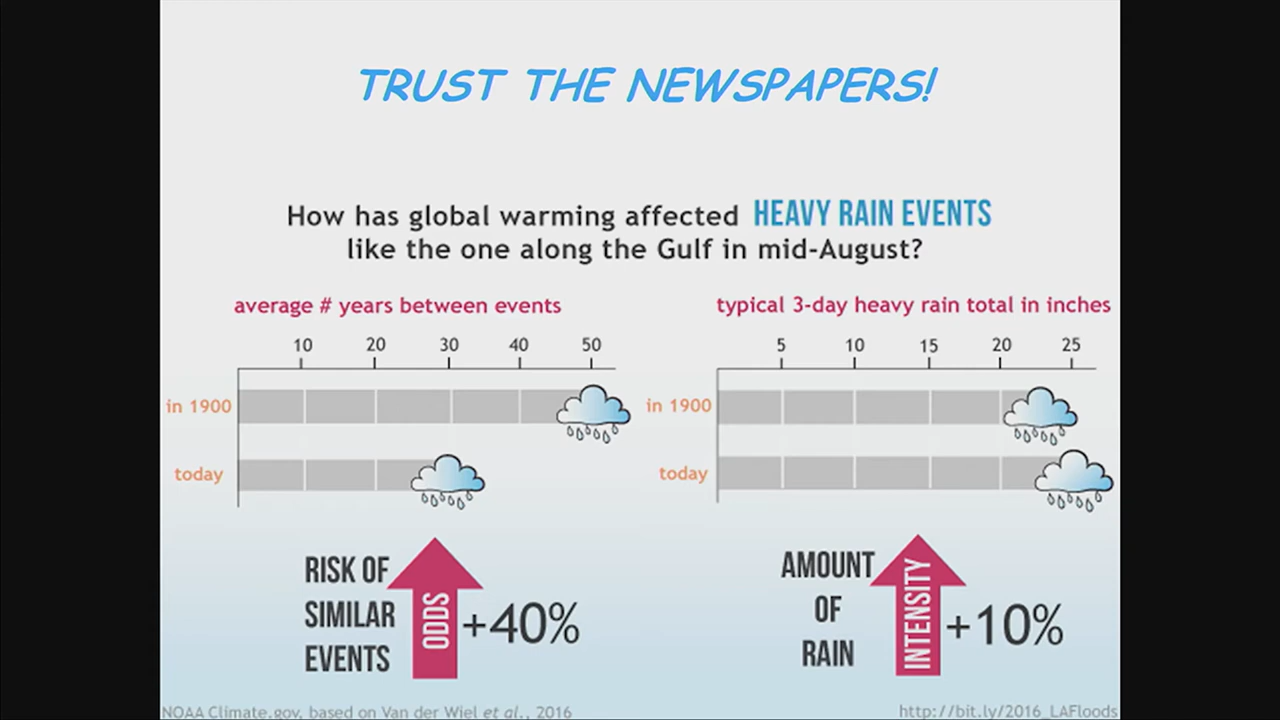 TRUST THE NEWSPAPERS!
How has global warming affected HEAVY RAIN EVENTS
like the one along the Gulf in mid-August?
average # years between events
10 20 30 40 50
in 1900
today
RISK OF
SIMILAR
EVENTS
ODDS
+40%
typical 3-day heavy rain total in inches
5 10 15 20 25
in 1900
today
AMOUNT
OF
RAIN
INTENSITY
+10%
NOAA Climate.gov, based on Van der Wiel et al., 2016
http://bit.ly/2016_LAFloods